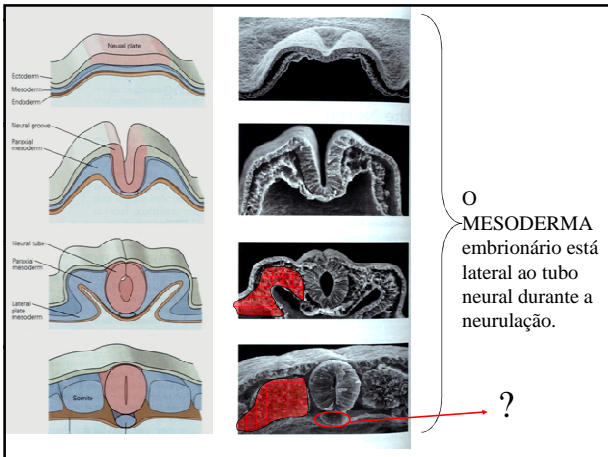 Neural plate
Ectoderm
Mesoderm
Endoderm
Neural groove
Paraxial
mesoderm
Neural tube
Paraxial
mesoderm
Lateral
plate
mesoderm
Somite
O
MESODERMA
embrionário está
lateral ao tubo
neural durante a
neurulação.
?